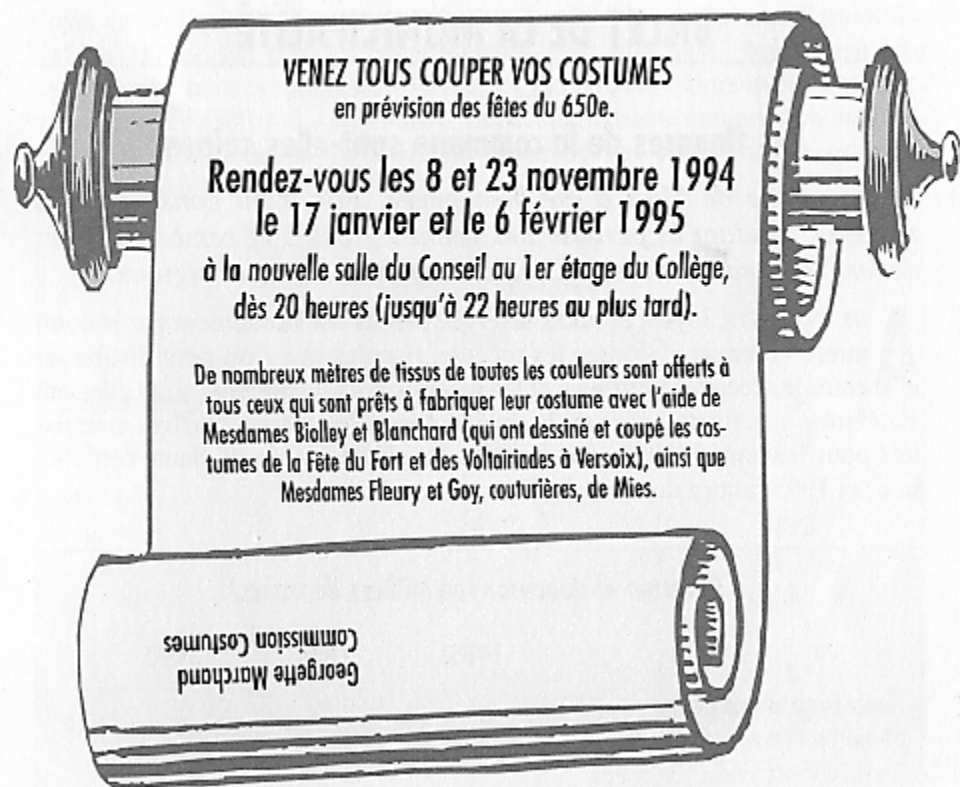 VENEZ TOUS COUPER VOS COSTUMES
en prévision des fêtes du 650e.
Rendez-vous les 8 et 23 novembre 1994
le 17 janvier et le 6 février 1995
à la nouvelle salle du Conseil au 1er étage du Collège,
dès 20 heures (jusqu'à 22 heures au plus tard).
De nombreux mètres de tissus de toutes les couleurs sont offerts à
tous ceux qui sont prêts à fabriquer leur costume avec l'aide de
Mesdames Biolley et Blanchard (qui ont dessiné et coupé les cos-
tumes de la Fête du Fort et des Voltairiades à Versoix), ainsi que
Mesdames Fleury et Goy, couturières, de Mies.
Georgette Marchand
Commission Costumes